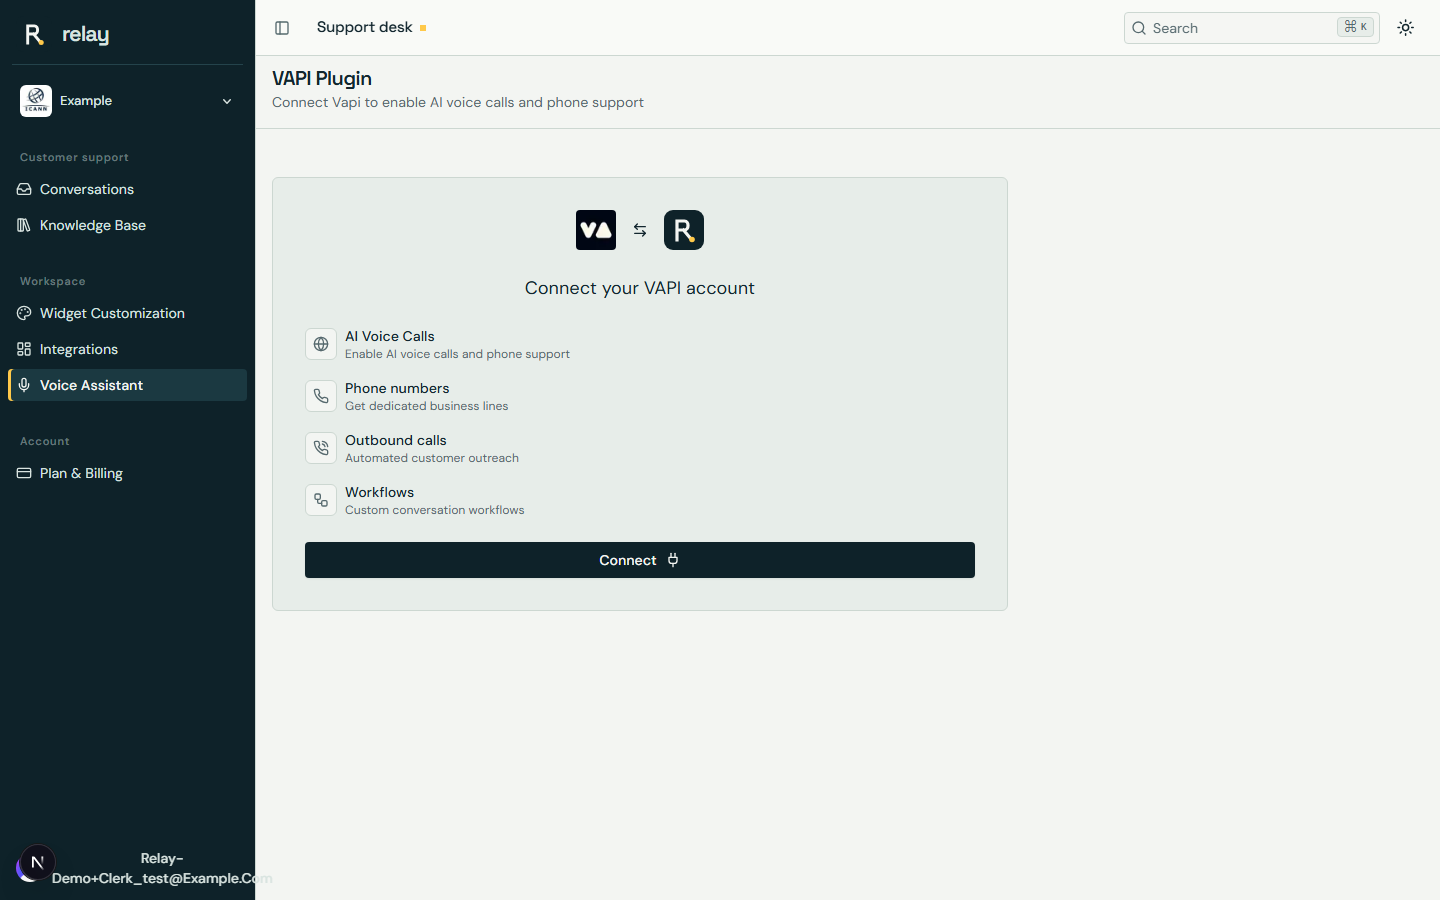 R. relay
Example
ICANN
Customer support
Conversations
Knowledge Base
Workspace
Widget Customization
Integrations
Voice Assistant
Account
Plan & Billing
N
Relay-
Demo+Clerk_test@Example.Com
Support desk
Search
⌘ K
VAPI Plugin
Connect Vapi to enable AI voice calls and phone support
VA
R.
Connect your VAPI account
AI Voice Calls
Enable AI voice calls and phone support
Phone numbers
Get dedicated business lines
Outbound calls
Automated customer outreach
Workflows
Custom conversation workflows
Connect